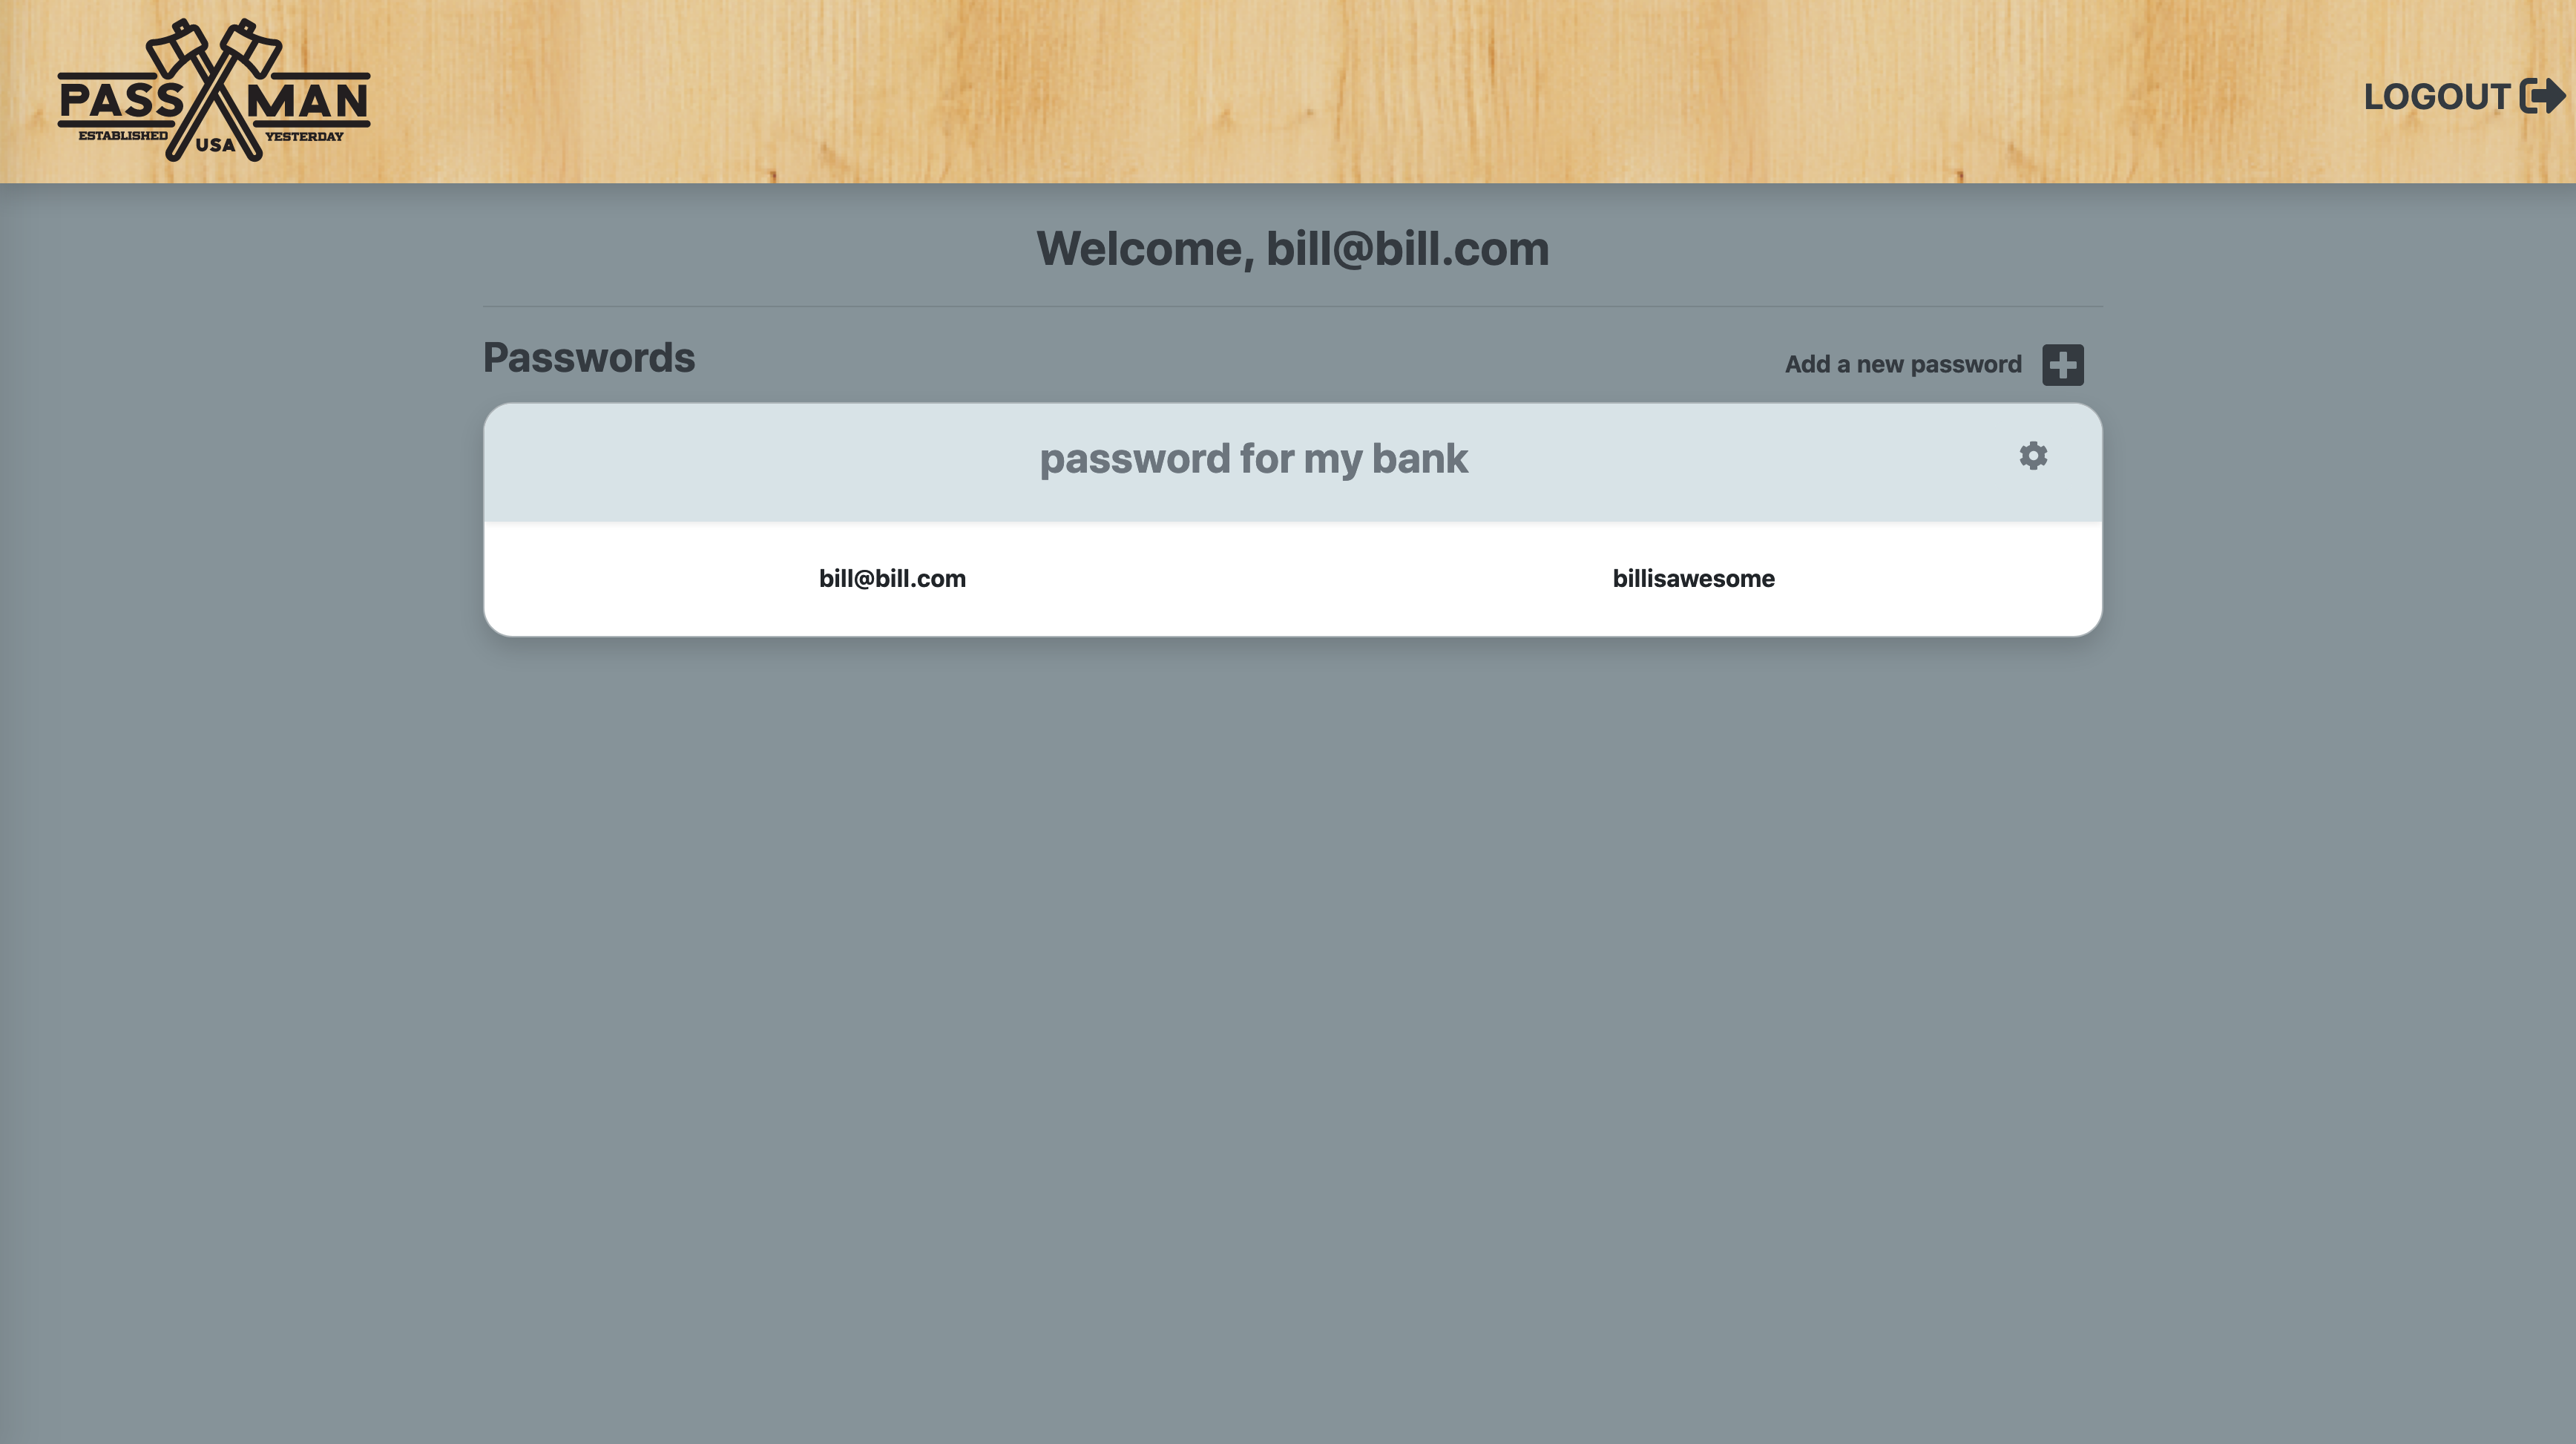 PASS MAN
ESTABLISHED USA YESTERDAY
LOGOUT
Welcome, bill@bill.com
Passwords
Add a new password
password for my bank
bill@bill.com billisawesome